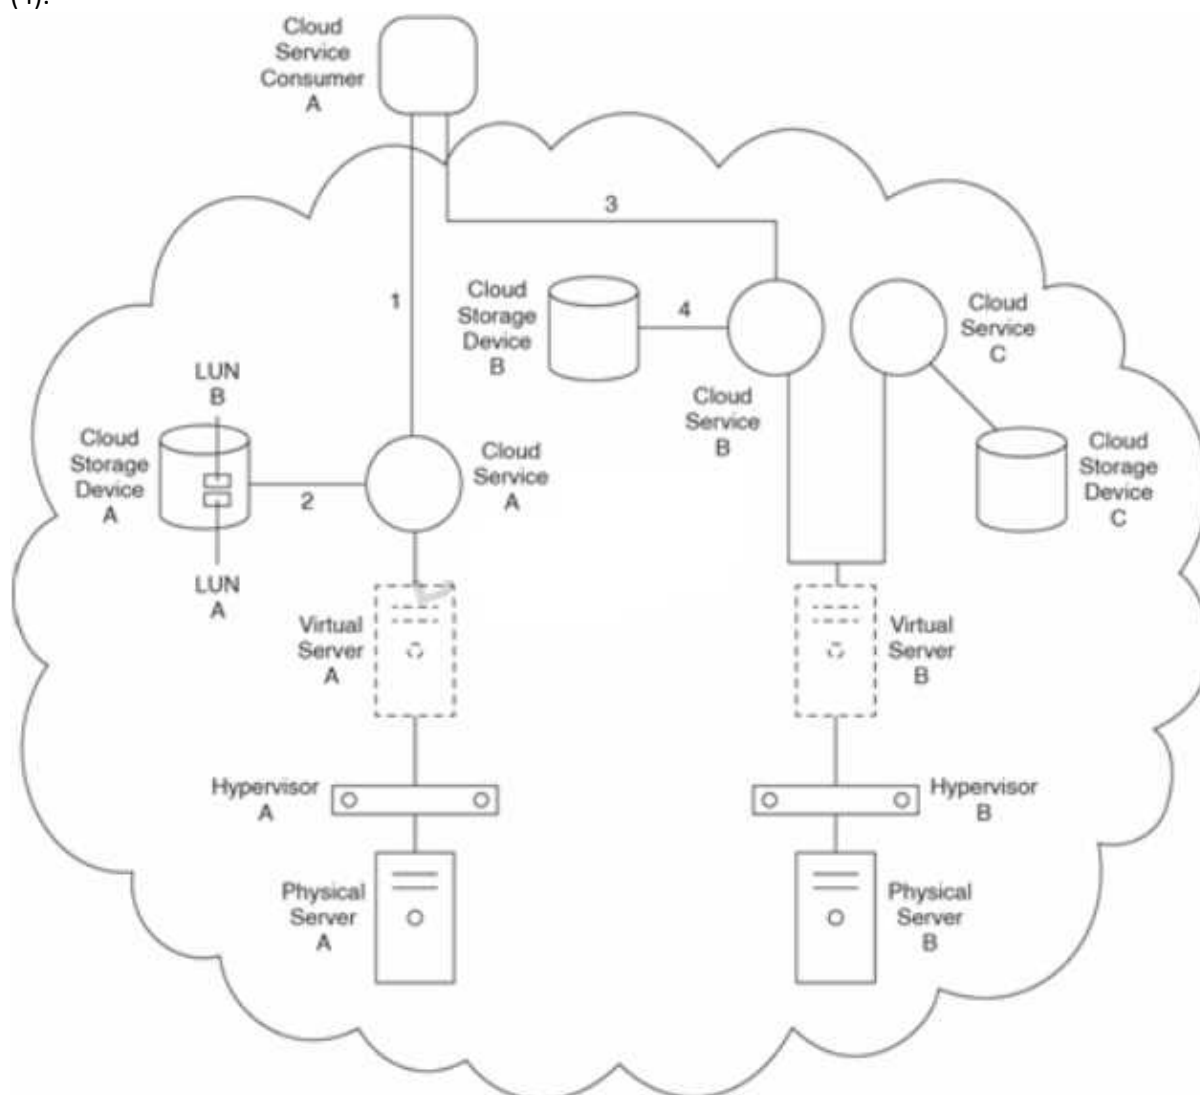 (4).
Cloud
Service
Consumer
A
3
1
Cloud
Storage
Device
B
4
Cloud
Service
C
LUN
B
Cloud
Service
B
Cloud
Storage
Device
A
2
Cloud
Service
A
Cloud
Storage
Device
C
LUN
A
Virtual
Server
A
Virtual
Server
B
Hypervisor
A
Hypervisor
B
Physical
Server
A
Physical
Server
B